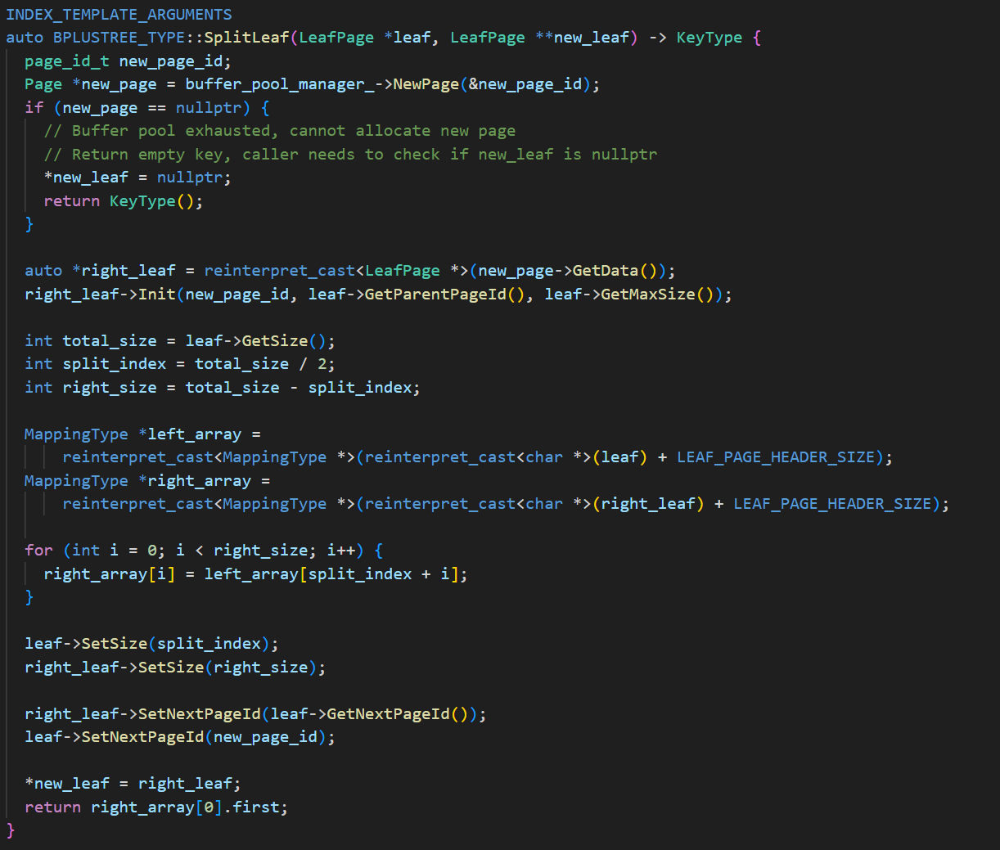 INDEX_TEMPLATE_ARGUMENTS
auto BPLUSTREE_TYPE::SplitLeaf(LeafPage *leaf, LeafPage **new_leaf) -> KeyType {
  page_id_t new_page_id;
  Page *new_page = buffer_pool_manager_->NewPage(&new_page_id);
  if (new_page == nullptr) {
    // Buffer pool exhausted, cannot allocate new page
    // Return empty key, caller needs to check if new_leaf is nullptr
    *new_leaf = nullptr;
    return KeyType();
  }

  auto *right_leaf = reinterpret_cast<LeafPage *>(new_page->GetData());
  right_leaf->Init(new_page_id, leaf->GetParentPageId(), leaf->GetMaxSize());

  int total_size = leaf->GetSize();
  int split_index = total_size / 2;
  int right_size = total_size - split_index;

  MappingType *left_array =
      reinterpret_cast<MappingType *>(reinterpret_cast<char *>(leaf) + LEAF_PAGE_HEADER_SIZE);
  MappingType *right_array =
      reinterpret_cast<MappingType *>(reinterpret_cast<char *>(right_leaf) + LEAF_PAGE_HEADER_SIZE);

  for (int i = 0; i < right_size; i++) {
    right_array[i] = left_array[split_index + i];
  }

  leaf->SetSize(split_index);
  right_leaf->SetSize(right_size);

  right_leaf->SetNextPageId(leaf->GetNextPageId());
  leaf->SetNextPageId(new_page_id);

  *new_leaf = right_leaf;
  return right_array[0].first;
}